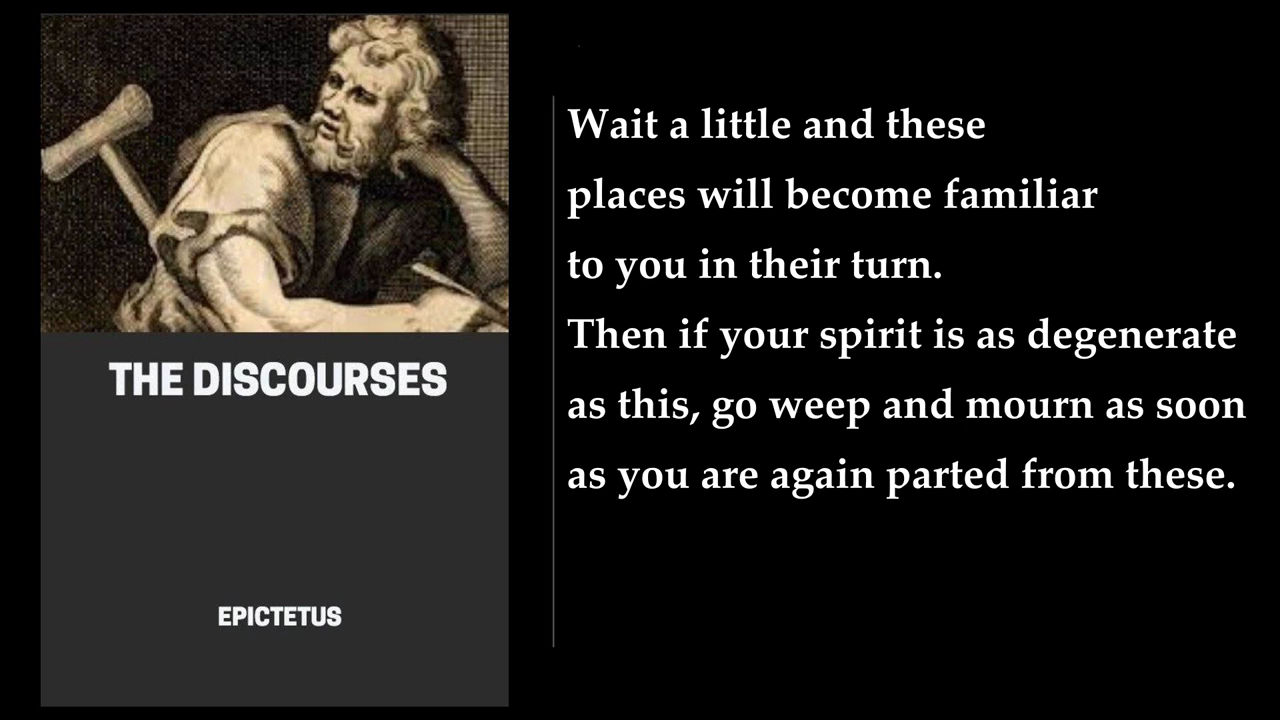 THE DISCOURSES
EPICTETUS
Wait a little and these
places will become familiar
to you in their turn.
Then if your spirit is as degenerate
as this, go weep and mourn as soon
as you are again parted from these.